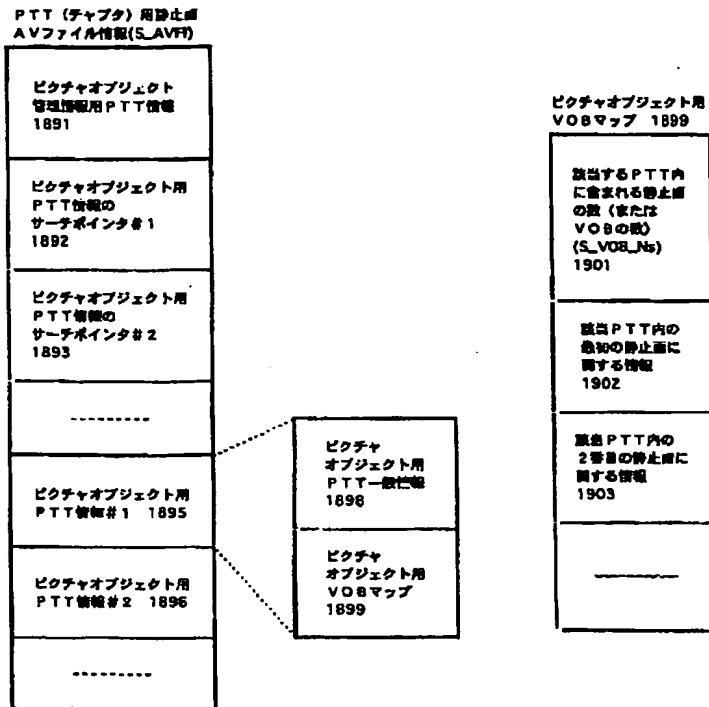 PTT（チャプタ）用静止画
AVファイル情報(S_AVFI)
ピクチャオブジェクト
管理情報用PTT情報
1891
ピクチャオブジェクト用
PTT情報の
サーチポインタ#1
1892
ピクチャオブジェクト用
PTT情報の
サーチポインタ#2
1893
ピクチャオブジェクト用
PTT情報#1 1895
ピクチャオブジェクト用
PTT情報#2 1896
ピクチャ
オブジェクト用
PTT一般情報
1898
ピクチャ
オブジェクト用
VOBマップ
1899
ピクチャオブジェクト用
VOBマップ 1899
該当するPTT内
に含まれる静止画
の数（または
VOBの数）
(S_VOB_Ns)
1901
該当PTT内の
最初の静止画に
関する情報
1902
該当PTT内の
2番目の静止画に
関する情報
1903